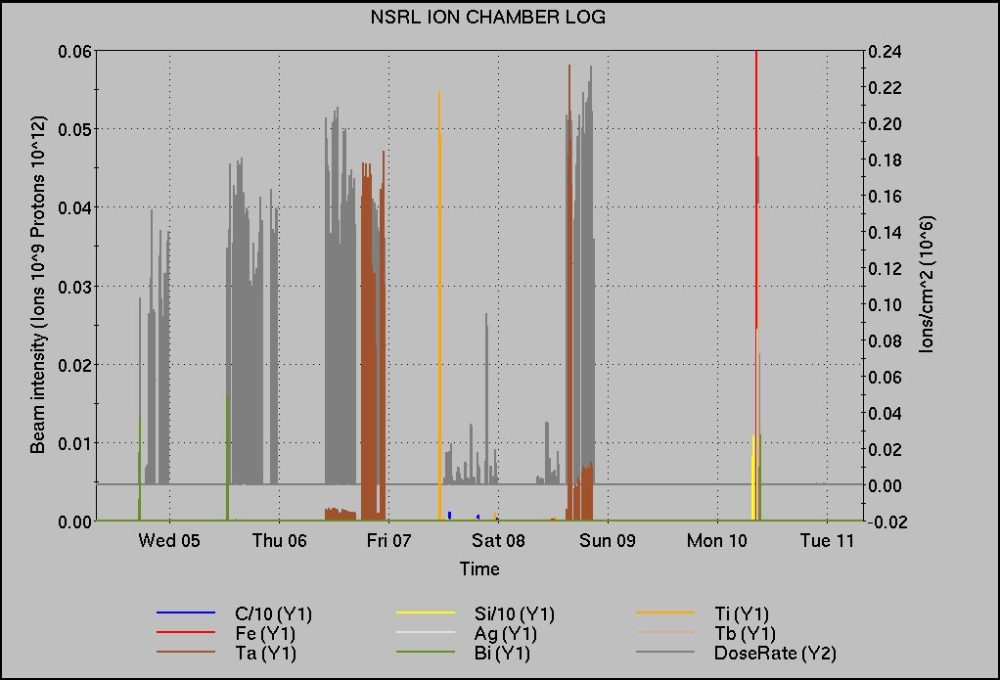 NSRL ION CHAMBER LOG
Beam intensity (Ions 10^9 Protons 10^12)
0.06
0.05
0.04
0.03
0.02
0.01
0.00
0.24
0.22
0.20
0.18
0.16
0.14
0.12
0.10
0.08
0.06
0.04
0.02
0.00
-0.02
Ions/cm^2 (10^6)
Wed 05 Thu 06 Fri 07 Sat 08 Sun 09 Mon 10 Tue 11
Time
C/10 (Y1) Si/10 (Y1) Ti (Y1)
Fe (Y1) Ag (Y1) Tb (Y1)
Ta (Y1) Bi (Y1) DoseRate (Y2)